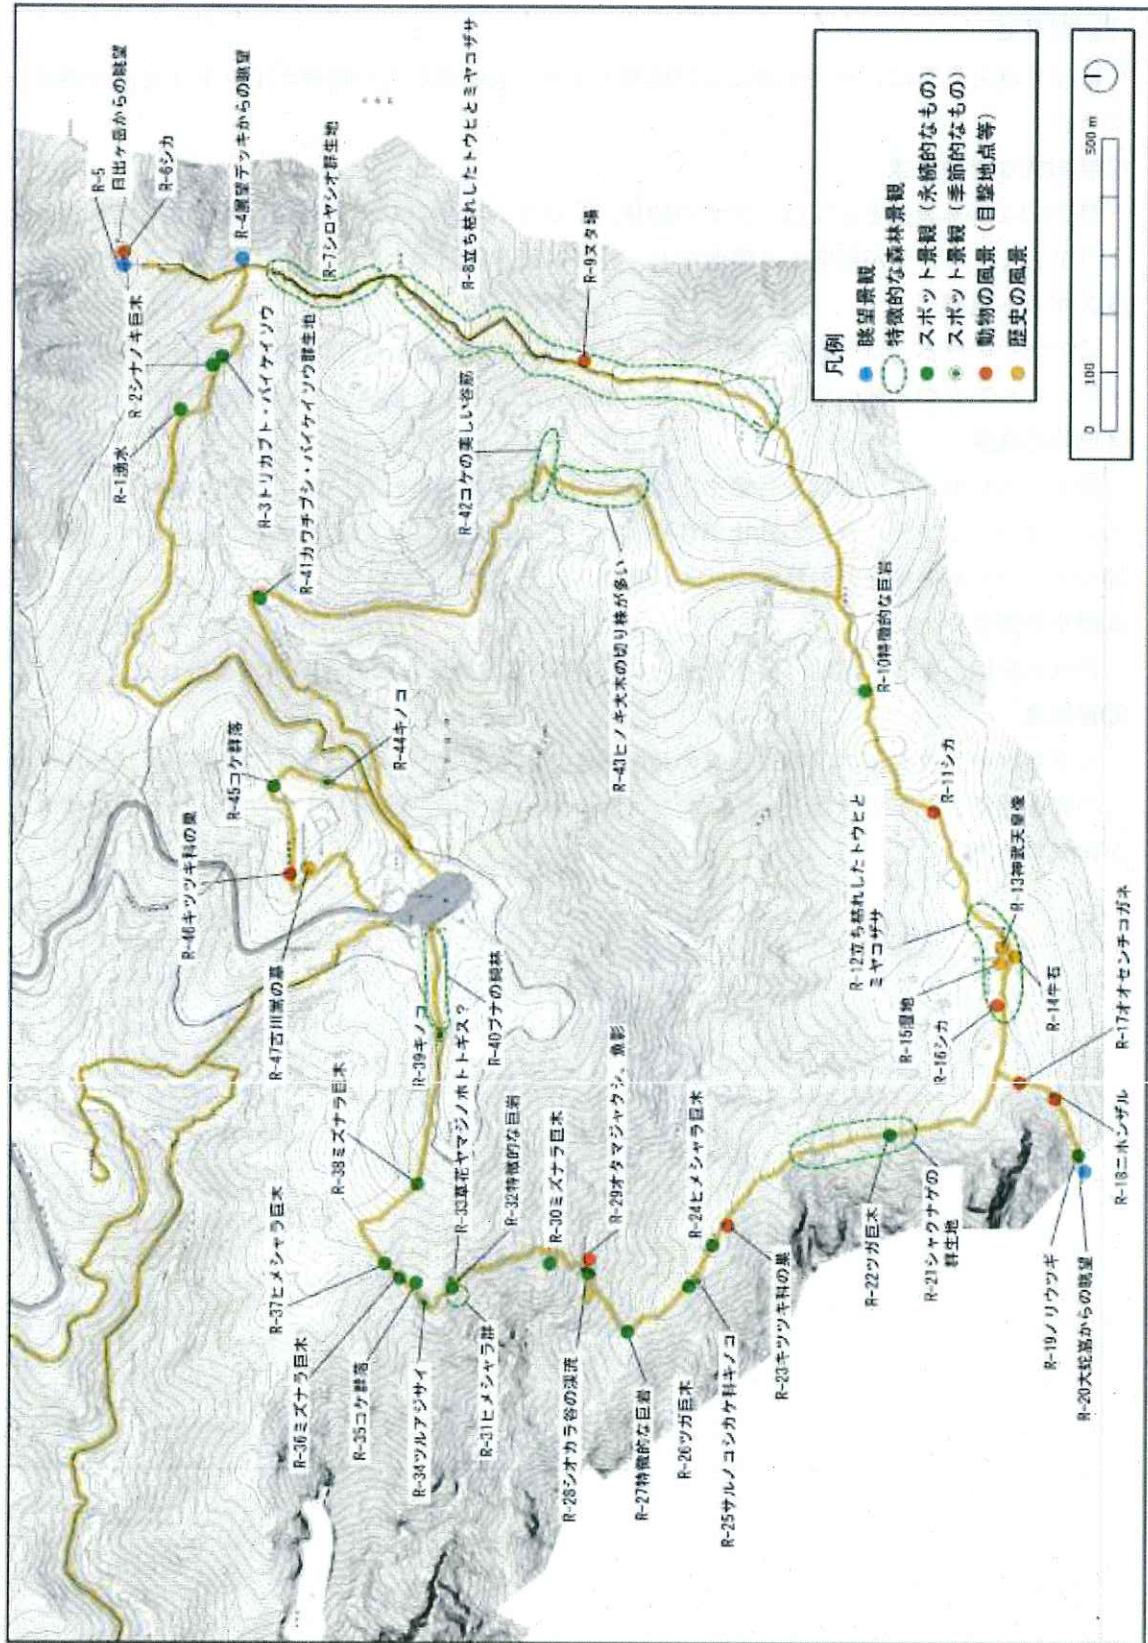 R-5
日出ヶ岳からの眺望
R-6シカ
R-4展望デッキからの眺望
R-7シロヤシオ群生地
R-8立ち枯れしたトウヒとミヤコザサ
R-9ヌタ場
R-2シナノキ巨木
R-1湧水
R-3トリカブト・バイケイソウ
R-41カワチブシ・バイケイソウ群生地
R-42コケの美しい谷筋
R-43ヒノキ大木の切り株が多い
R-10特徴的な巨岩
R-11シカ
R-12立ち枯れしたトウヒと
ミヤコザサ
R-13神武天皇像
R-14牛石
R-15湿地
R-16シカ
R-17オオセンチコガネ
R-18ニホンザル
R-19ノリウツギ
R-20大蛇嵓からの眺望
R-21シャクナゲの
群生地
R-22ツガ巨木
R-23キツツキ科の巣
R-24ヒメシャラ巨木
R-25サルノコシカケ科キノコ
R-26ツガ巨木
R-27特徴的な巨岩
R-28シオカラ谷の渓流
R-29オタマジャクシ、魚影
R-30ミズナラ巨木
R-31ヒメシャラ群
R-32特徴的な巨岩
R-33草花ヤマジノホトトギス?
R-34ツルアジサイ
R-35コケ群落
R-36ミズナラ巨木
R-37ヒメシャラ巨木
R-38ミズナラ巨木
R-39キノコ
R-40ブナの純林
R-44キノコ
R-45コケ群落
R-46キツツキ科の巣
R-47古川嵩の墓
凡例
眺望景観
特徴的な森林景観
スポット景観(永続的なもの)
スポット景観(季節的なもの)
動物の風景(目撃地点等)
歴史の風景
0 100 500 m